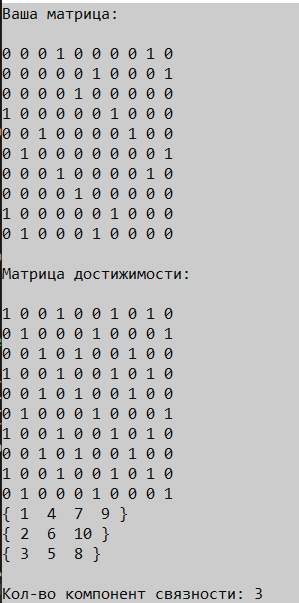 Ваша матрица:
0 0 0 1 0 0 0 0 1 0
0 0 0 0 0 1 0 0 0 1
0 0 0 0 1 0 0 0 0 0
1 0 0 0 0 0 1 0 0 0
0 0 1 0 0 0 0 1 0 0
0 1 0 0 0 0 0 0 0 1
0 0 0 1 0 0 0 0 1 0
0 0 0 0 1 0 0 0 0 0
1 0 0 0 0 0 1 0 0 0
0 1 0 0 0 1 0 0 0 0
Матрица достижимости:
1 0 0 1 0 0 1 0 1 0
0 1 0 0 0 1 0 0 0 1
0 0 1 0 1 0 0 1 0 0
1 0 0 1 0 0 1 0 1 0
0 0 1 0 1 0 0 1 0 0
0 1 0 0 0 1 0 0 0 1
1 0 0 1 0 0 1 0 1 0
0 0 1 0 1 0 0 1 0 0
1 0 0 1 0 0 1 0 1 0
0 1 0 0 0 1 0 0 0 1
{ 1 4 7 9 }
{ 2 6 10 }
{ 3 5 8 }
Кол-во компонент связности: 3